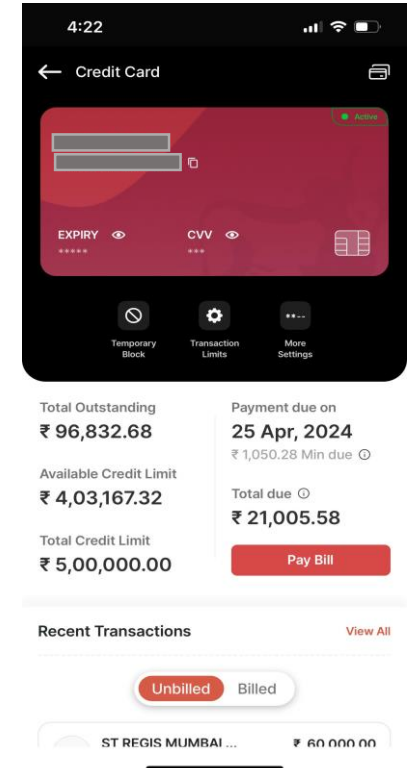 4:22
Credit Card
Active
EXPIRY
*****
CVV
***
Temporary
Block
Transaction
Limits
More
Settings
Total Outstanding
₹ 96,832.68
Available Credit Limit
₹ 4,03,167.32
Total Credit Limit
₹ 5,00,000.00
Payment due on
25 Apr, 2024
₹ 1,050.28 Min due
Total due
₹ 21,005.58
Pay Bill
Recent Transactions
View All
Unbilled
Billed
ST REGIS MUMBAI ...
₹ 60,000.00